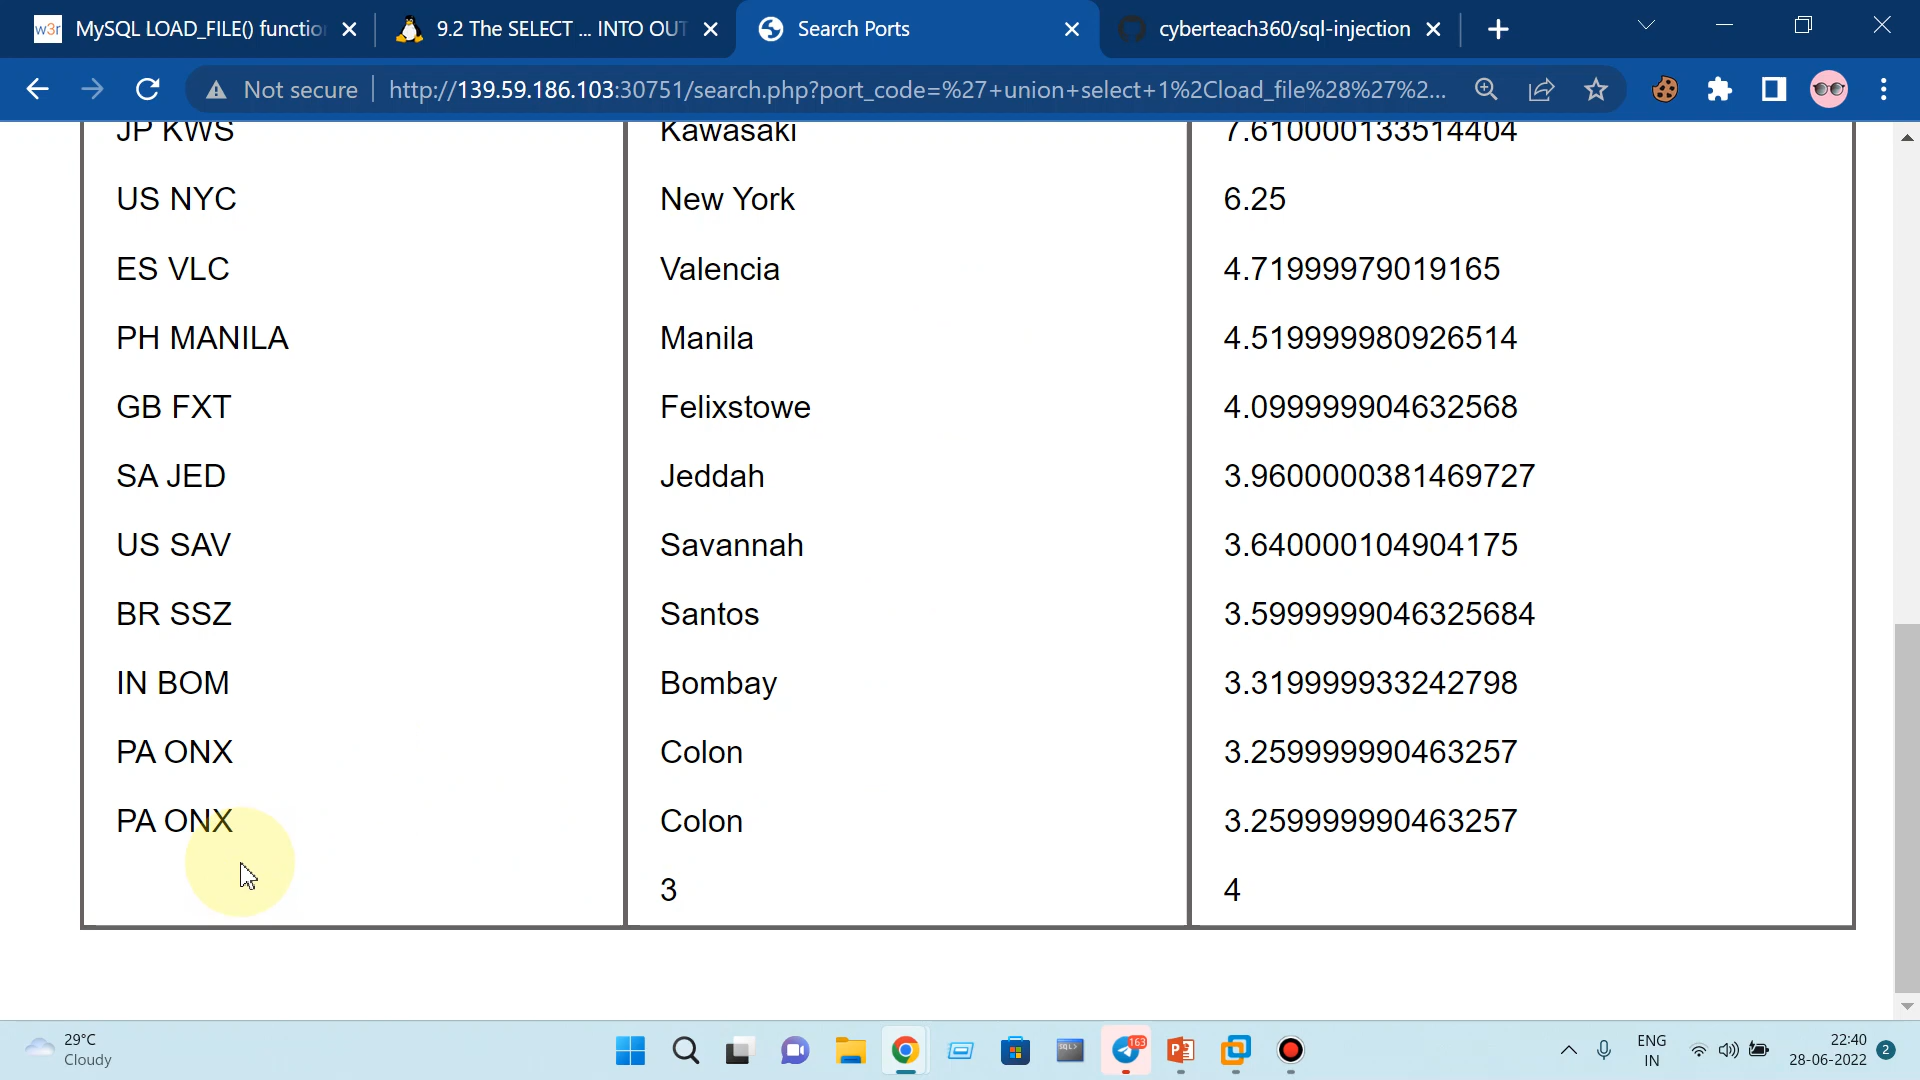 MySQL LOAD_FILE() functio
9.2 The SELECT ... INTO OUT
Search Ports
cyberteach360/sql-injection
Not secure
http://139.59.186.103:30751/search.php?port_code=%27+union+select+1%2Cload_file%28%27%2...
JP KWS Kawasaki 7.610000133514404
US NYC New York 6.25
ES VLC Valencia 4.71999979019165
PH MANILA Manila 4.519999980926514
GB FXT Felixstowe 4.099999904632568
SA JED Jeddah 3.9600000381469727
US SAV Savannah 3.640000104904175
BR SSZ Santos 3.5999999046325684
IN BOM Bombay 3.319999933242798
PA ONX Colon 3.259999990463257
PA ONX Colon 3.259999990463257
3 4
29°C
Cloudy
163
ENG
IN
22:40
28-06-2022
2